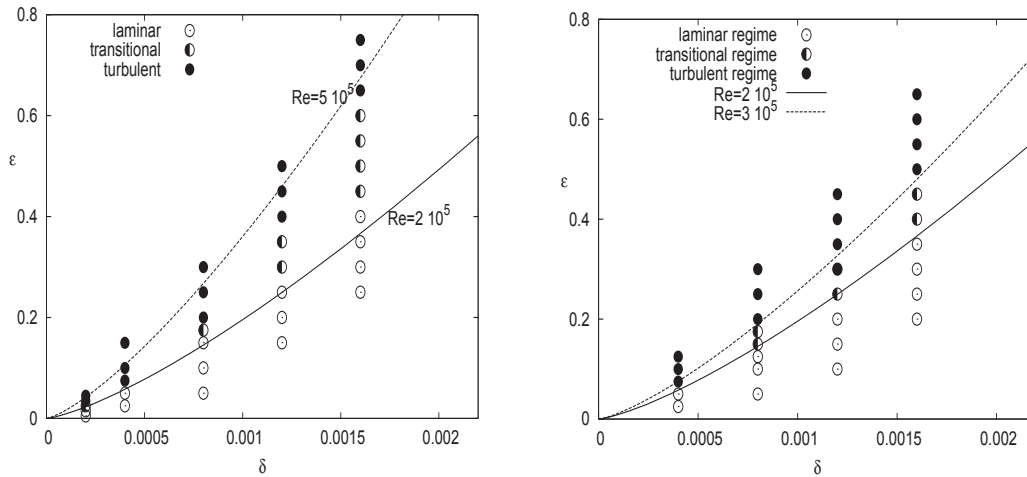 0.8
0.6
0.4
0.2
0
ε
laminar
transitional
turbulent
Re=5 10^5
Re=2 10^5
0 0.0005 0.001 0.0015 0.002
δ
0.8
0.6
0.4
0.2
0
ε
laminar regime
transitional regime
turbulent regime
Re=2 10^5
Re=3 10^5
0 0.0005 0.001 0.0015 0.002
δ